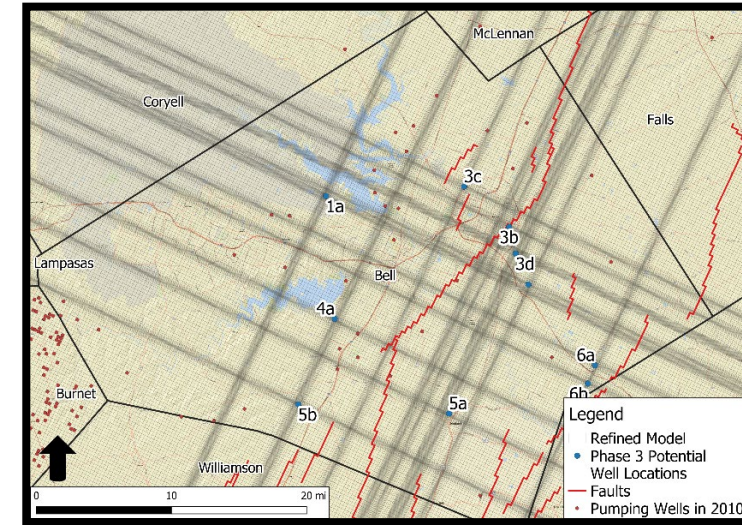 McLennan
Coryell
Falls
3c
1a
3b
3d
Lampasas
Bell
4a
6a
6b
Burnet
5b
5a
Williamson
Legend
Refined Model
Phase 3 Potential
Well Locations
Faults
Pumping Wells in 2010
0 10 20 mi